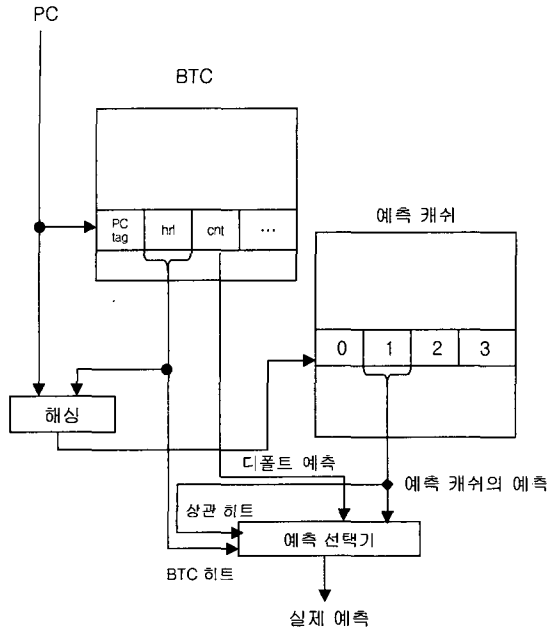 PC
BTC
PC tag
hrl
cnt
...
예측 캐쉬
0 1 2 3
해싱
디폴트 예측
예측 캐쉬의 예측
상관 히트
예측 선택기
BTC 히트
실제 예측